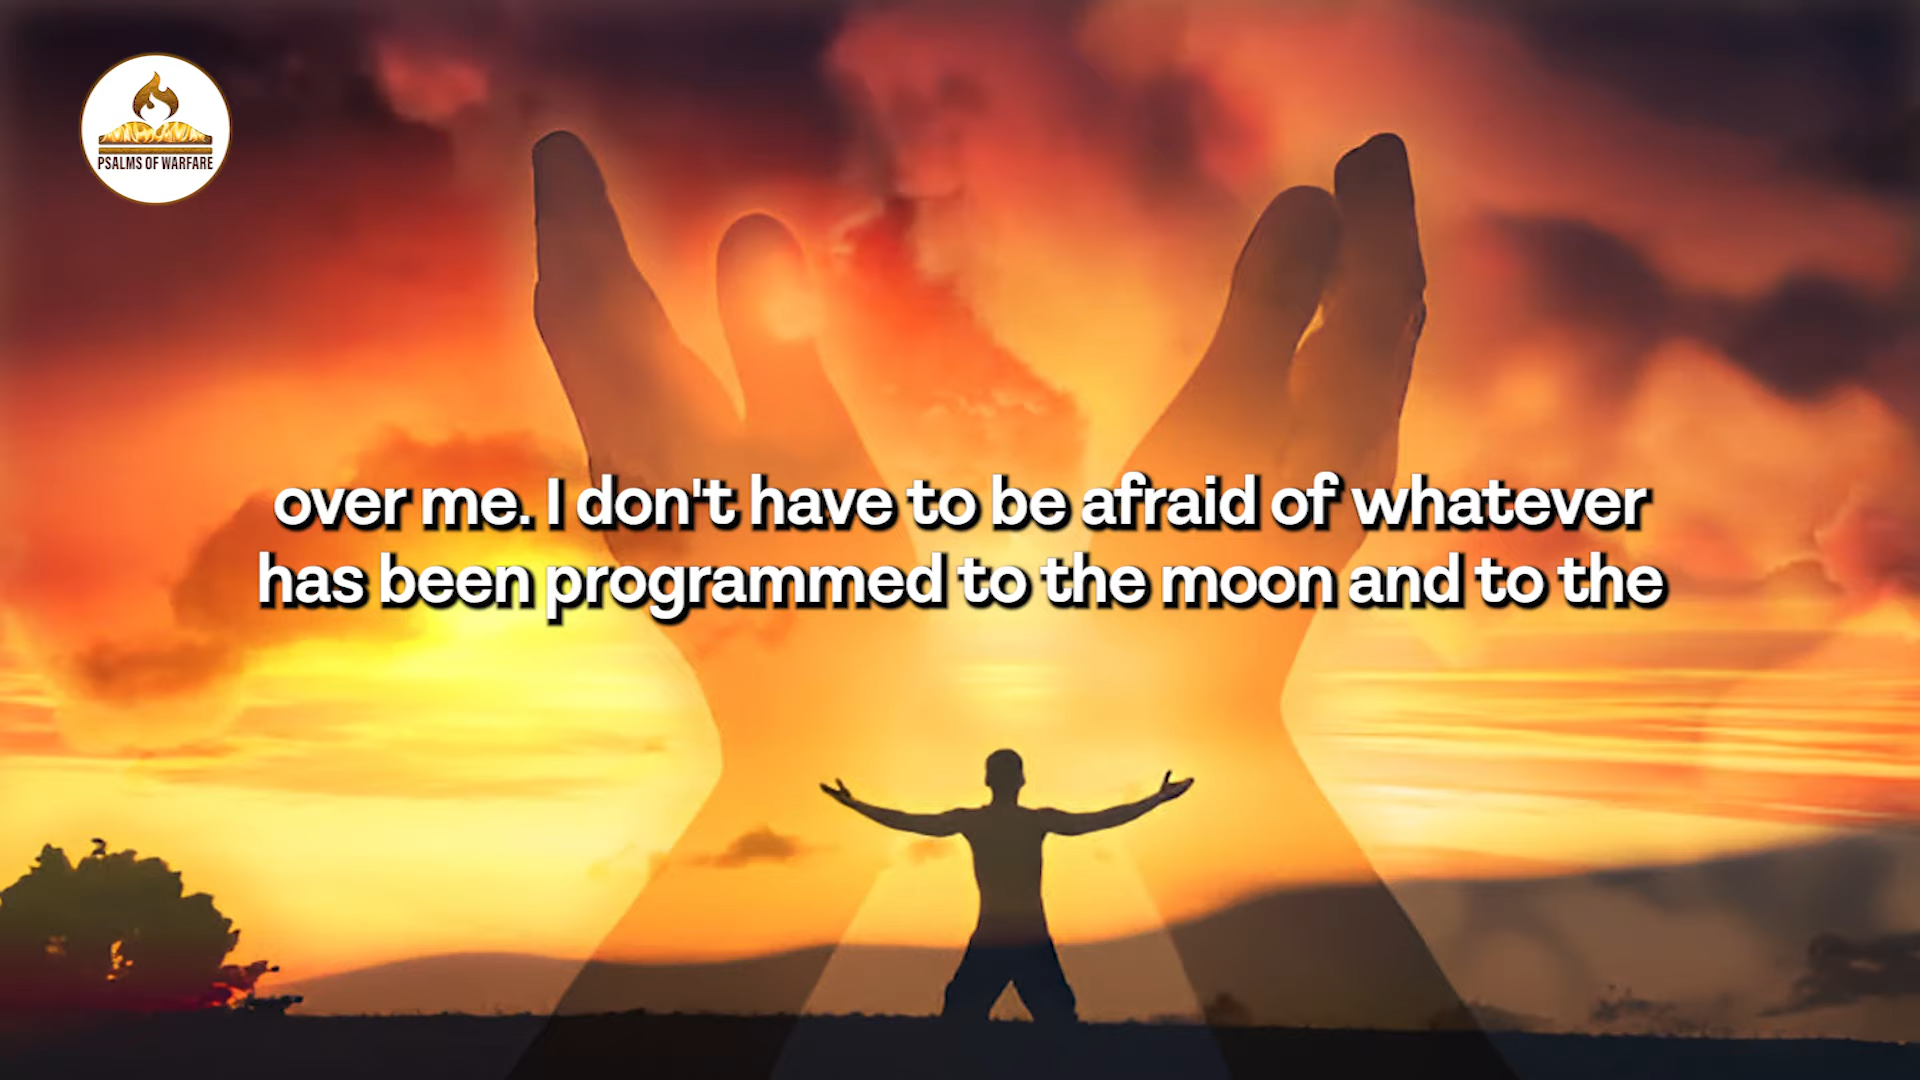 PSALMS OF WARFARE
over me. I don't have to be afraid of whatever
has been programmed to the moon and to the